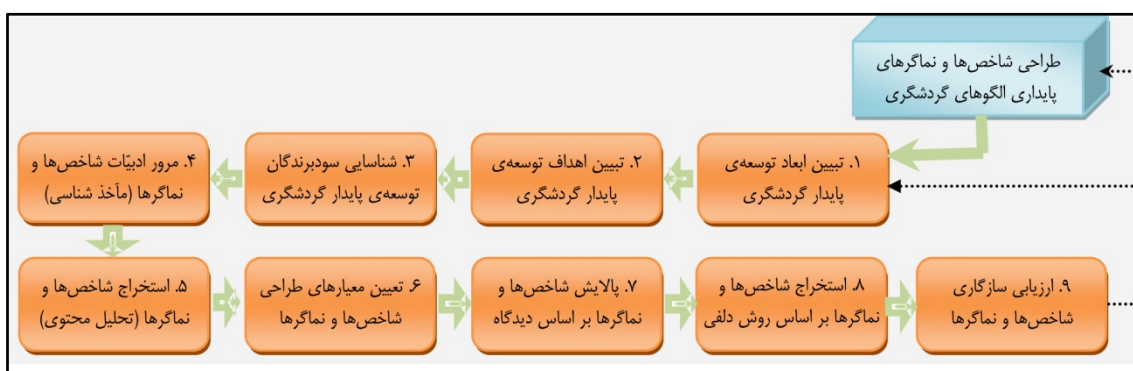 طراحی شاخص‌ها و نماگرهای
پایداری الگوهای گردشگری
۱. تبیین ابعاد توسعه‌ی
پایدار گردشگری
۲. تبیین اهداف توسعه‌ی
پایدار گردشگری
۳. شناسایی سودبرندگان
توسعه‌ی پایدار گردشگری
۴. مرور ادبیّات شاخص‌ها و
نماگرها (مآخذ شناسی)
۵. استخراج شاخص‌ها و
نماگرها (تحلیل محتوی)
۶. تعیین معیارهای طراحی
شاخص‌ها و نماگرها
۷. پالایش شاخص‌ها و
نماگرها بر اساس دیدگاه
۸. استخراج شاخص‌ها و
نماگرها بر اساس روش دلفی
۹. ارزیابی سازگاری
شاخص‌ها و نماگرها